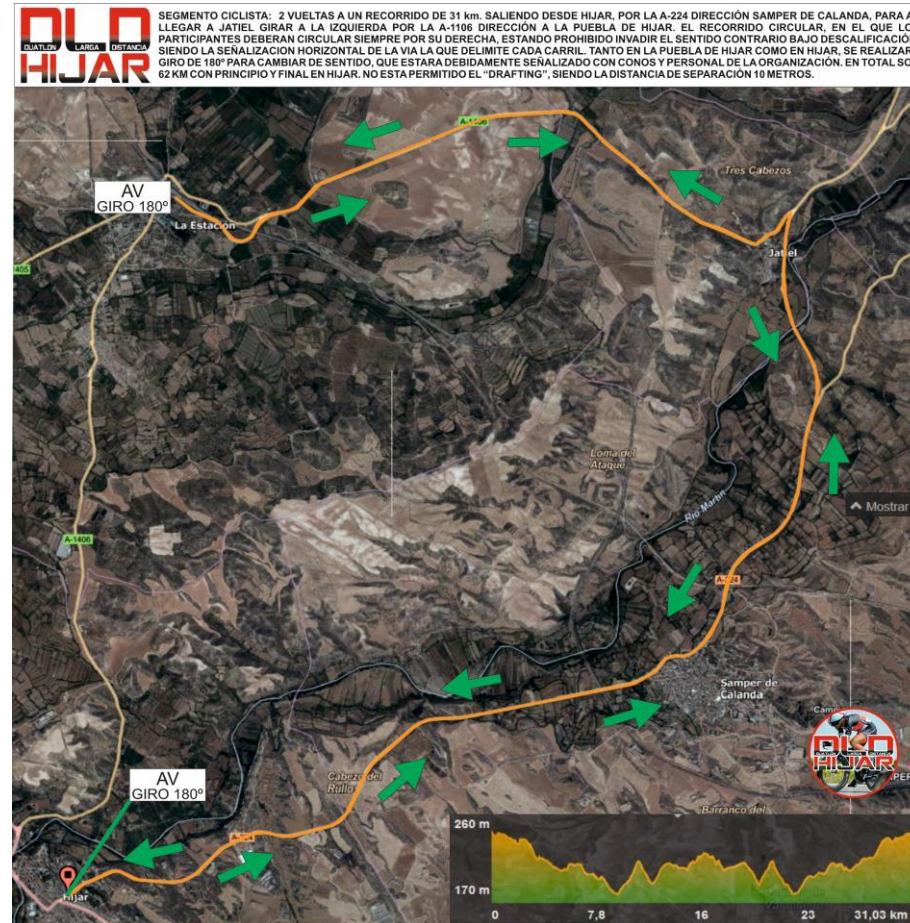 DLD
DUATLON LARGA DISTANCIA
HIJAR
SEGMENTO CICLISTA: 2 VUELTAS A UN RECORRIDO DE 31 km. SALIENDO DESDE HIJAR, POR LA A-224 DIRECCIÓN SAMPER DE CALANDA, PARA A
LLEGAR A JATIEL GIRAR A LA IZQUIERDA POR LA A-1106 DIRECCIÓN A LA PUEBLA DE HIJAR. EL RECORRIDO CIRCULAR, EN EL QUE LO
PARTICIPANTES DEBERAN CIRCULAR SIEMPRE POR SU DERECHA, ESTANDO PROHIBIDO INVADIR EL SENTIDO CONTRARIO BAJO DESCALIFICACIÓ
SIENDO LA SEÑALIZACION HORIZONTAL DE LA VIA LA QUE DELIMITE CADA CARRIL. TANTO EN LA PUEBLA DE HIJAR COMO EN HIJAR, SE REALIZAR
GIRO DE 180º PARA CAMBIAR DE SENTIDO, QUE ESTARA DEBIDAMENTE SEÑALIZADO CON CONOS Y PERSONAL DE LA ORGANIZACIÓN. EN TOTAL SO
62 KM CON PRINCIPIO Y FINAL EN HIJAR. NO ESTA PERMITIDO EL "DRAFTING", SIENDO LA DISTANCIA DE SEPARACIÓN 10 METROS.
Tres Cabezos
AV
GIRO 180º
La Estación
Jatiel
405
Loma del
Ataque
Río Martín
Mostrar
A-1406
A-224
Samper de
Calanda
DLD
HIJAR
Cabezo del
Rullo
AV
GIRO 180º
Barranco del
Híjar
260 m
170 m
0 7,8 16 23 31,03 km